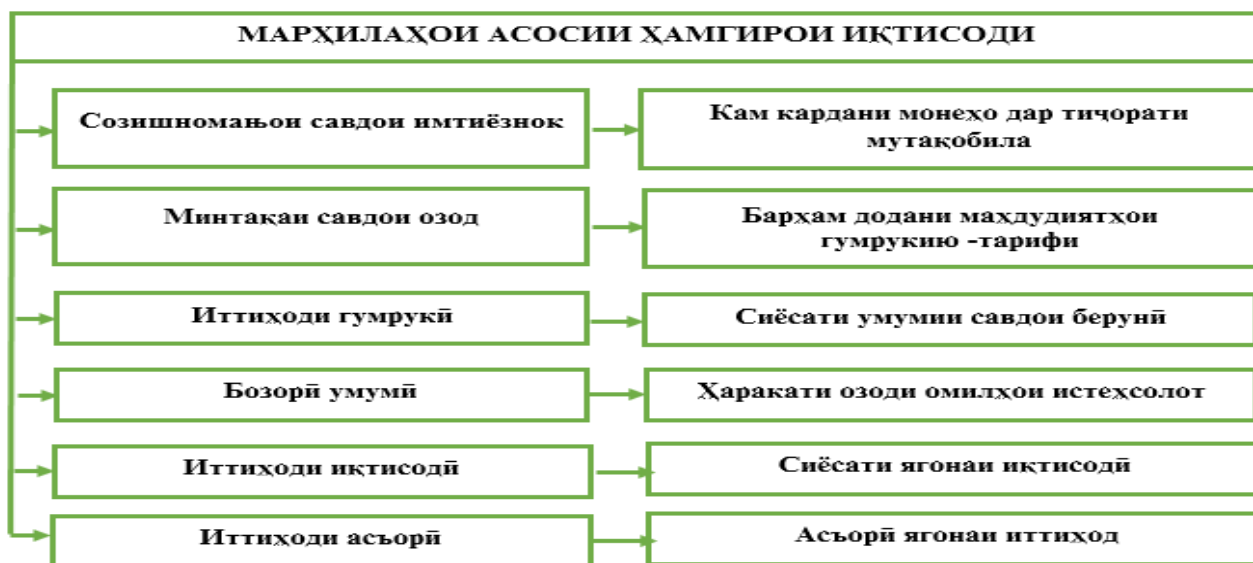 МАРҲИЛАҲОИ АСОСИИ ҲАМГИРОИ ИҚТИСОДИ
Созишномањои савдои имтиёзнок
Кам кардани монеҳо дар тиҷорати
мутақобила
Минтақаи савдои озод
Барҳам додани маҳдудиятҳои
гумрукию -тарифи
Иттиҳоди гумрукӣ
Сиёсати умумии савдои берунӣ
Бозорӣ умумӣ
Ҳаракати озоди омилҳои истеҳсолот
Иттиҳоди иқтисодӣ
Сиёсати ягонаи иқтисодӣ
Иттиҳоди асъорӣ
Асъорӣ ягонаи иттиҳод